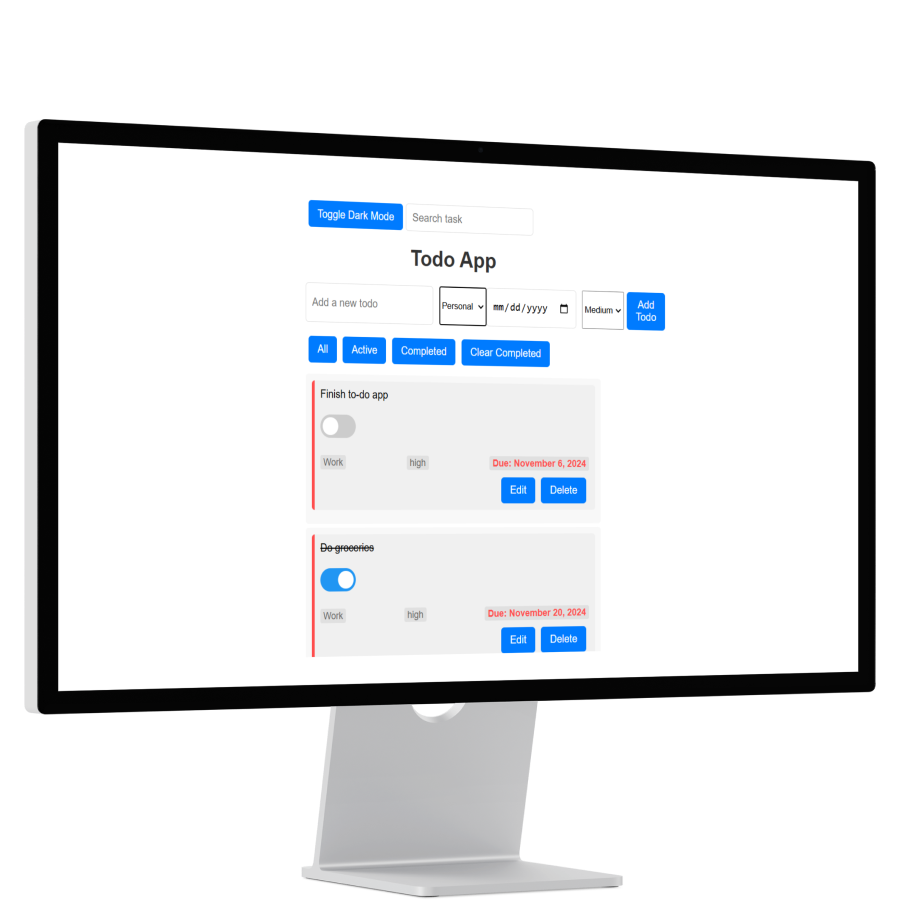 Toggle Dark Mode Search task
Todo App
Add a new todo Personal mm/dd/yyyy Medium Add Todo
All Active Completed Clear Completed
Finish to-do app
Work high Due: November 6, 2024
Edit Delete
Do groceries
Work high Due: November 20, 2024
Edit Delete